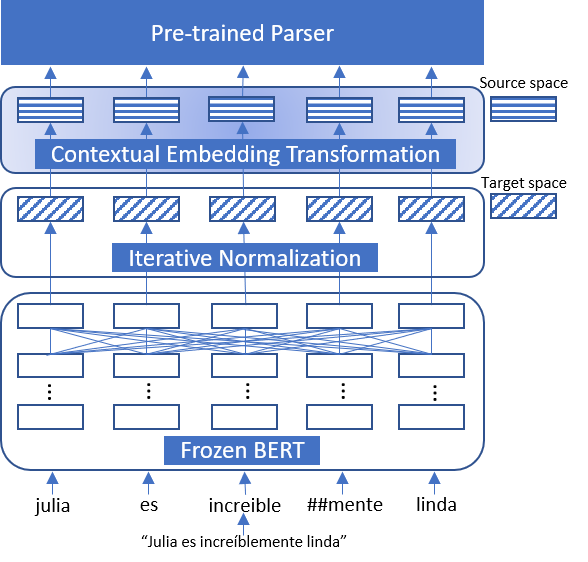 Pre-trained Parser
Source space
Contextual Embedding Transformation
Target space
Iterative Normalization
Frozen BERT
julia es increible ##mente linda
“Julia es increíblemente linda”